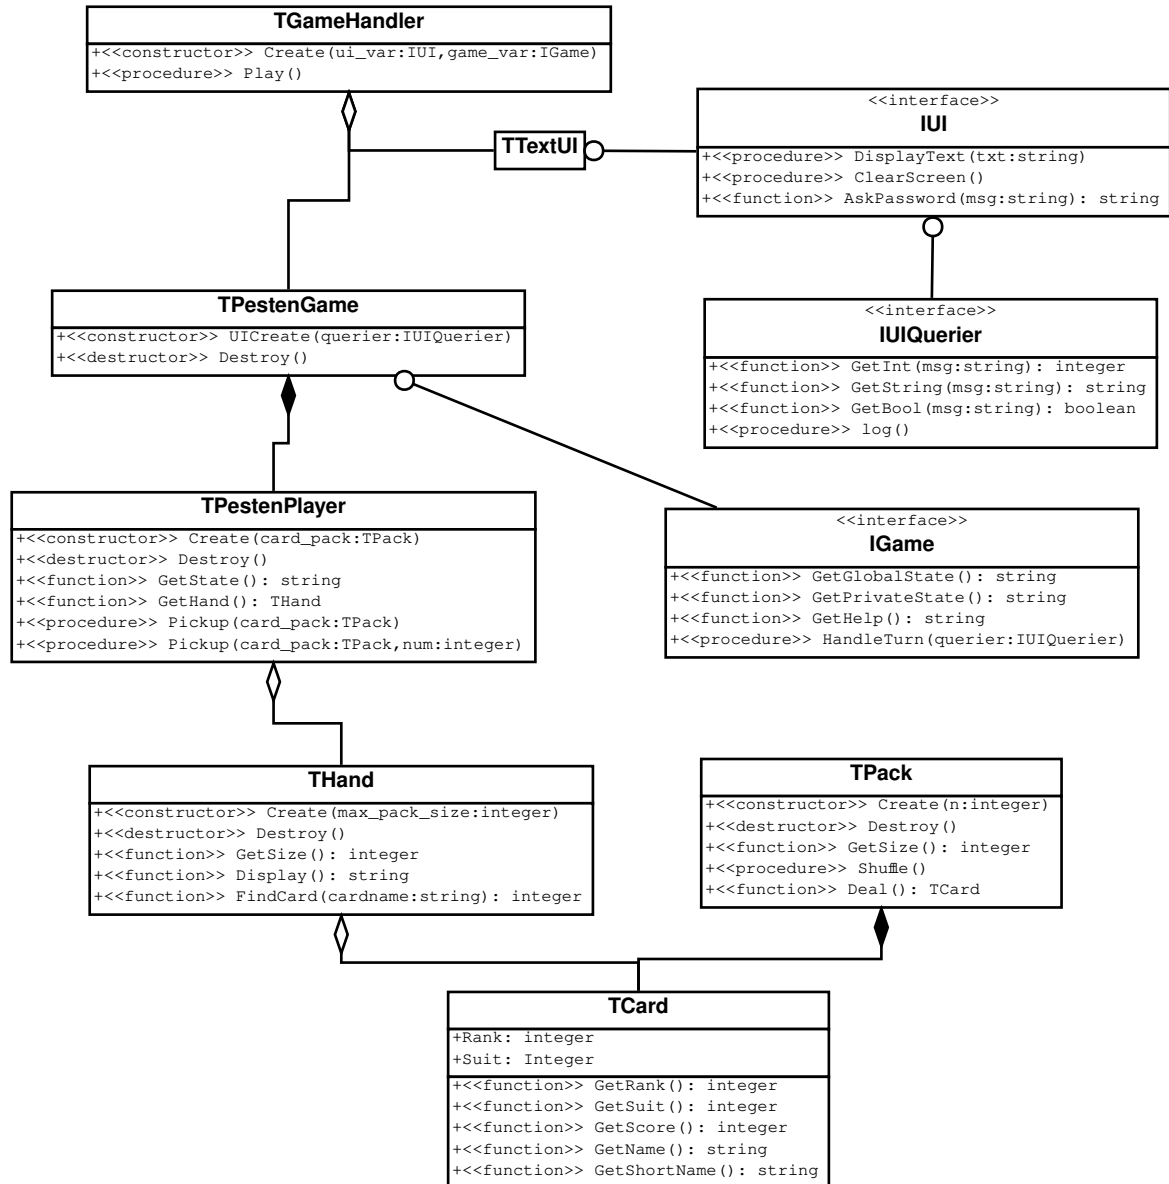 TGameHandler
+<<constructor>> Create(ui_var:IUI,game_var:IGame)
+<<procedure>> Play()
<<interface>>
IUI
+<<procedure>> DisplayText(txt:string)
+<<procedure>> ClearScreen()
+<<function>> AskPassword(msg:string): string
TTextUI
TPestenGame
+<<constructor>> UICreate(querier:IUIQuerier)
+<<destructor>> Destroy()
<<interface>>
IUIQuerier
+<<function>> GetInt(msg:string): integer
+<<function>> GetString(msg:string): string
+<<function>> GetBool(msg:string): boolean
+<<procedure>> log()
TPestenPlayer
+<<constructor>> Create(card_pack:TPack)
+<<destructor>> Destroy()
+<<function>> GetState(): string
+<<function>> GetHand(): THand
+<<procedure>> Pickup(card_pack:TPack)
+<<procedure>> Pickup(card_pack:TPack,num:integer)
<<interface>>
IGame
+<<function>> GetGlobalState(): string
+<<function>> GetPrivateState(): string
+<<function>> GetHelp(): string
+<<procedure>> HandleTurn(querier:IUIQuerier)
THand
+<<constructor>> Create(max_pack_size:integer)
+<<destructor>> Destroy()
+<<function>> GetSize(): integer
+<<function>> Display(): string
+<<function>> FindCard(cardname:string): integer
TPack
+<<constructor>> Create(n:integer)
+<<destructor>> Destroy()
+<<function>> GetSize(): integer
+<<procedure>> Shuffle()
+<<function>> Deal(): TCard
TCard
+Rank: integer
+Suit: Integer
+<<function>> GetRank(): integer
+<<function>> GetSuit(): integer
+<<function>> GetScore(): integer
+<<function>> GetName(): string
+<<function>> GetShortName(): string